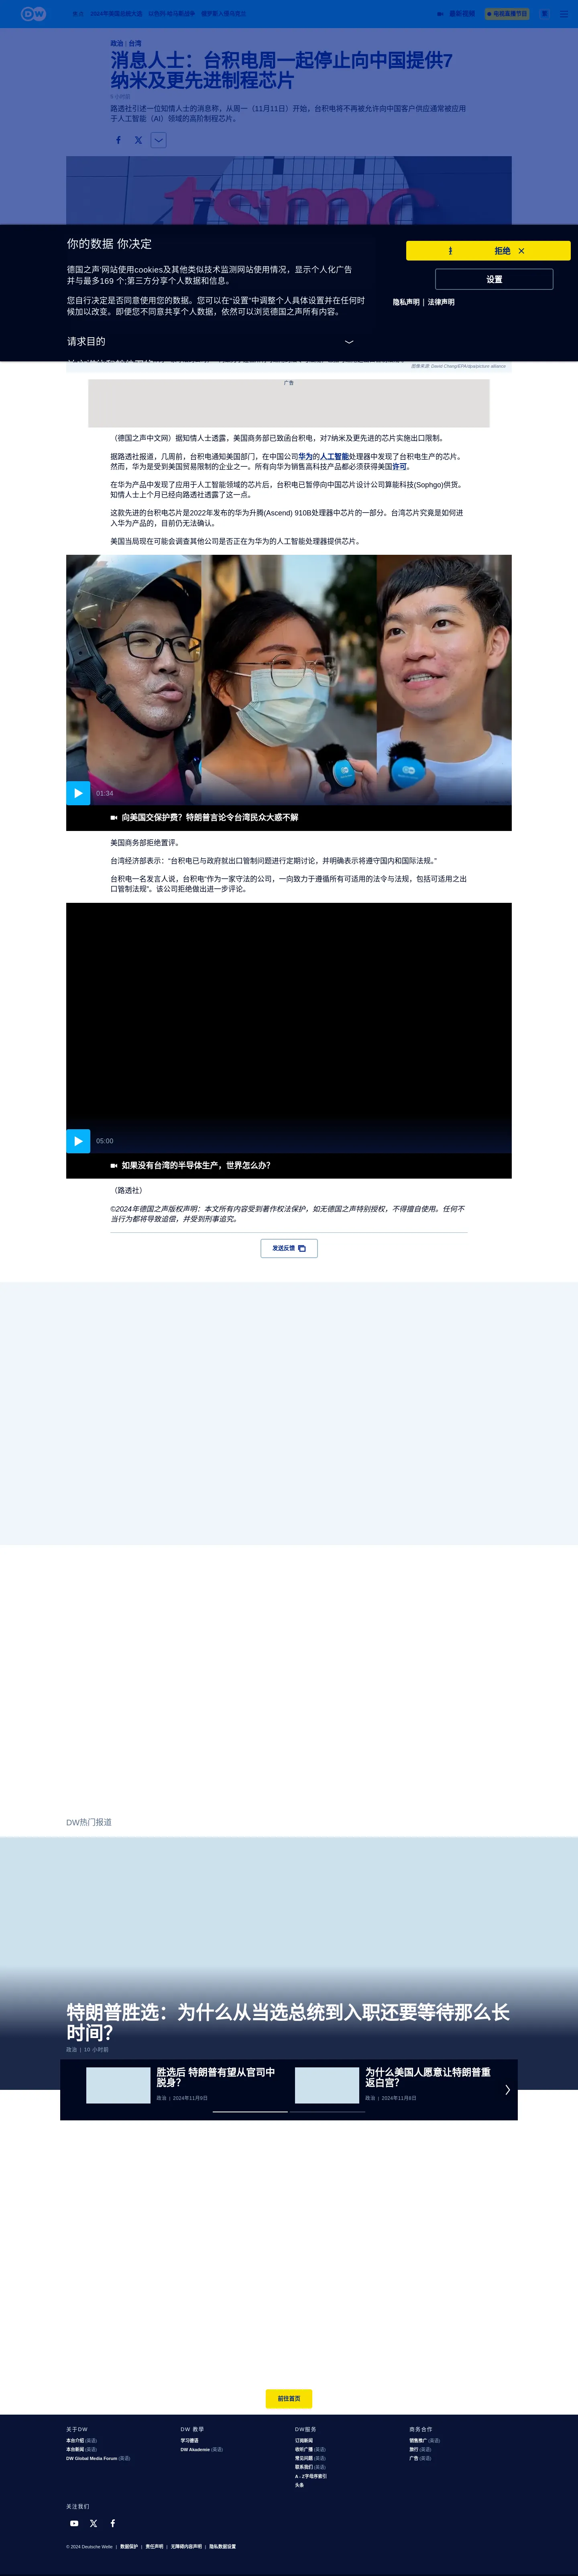 DW
2024年美国总统大选
以色列-哈马斯战争
俄罗斯入侵乌克兰
最新视频
电视直播节目
政治 | 台湾
消息人士：台积电周一起停止向中国提供7
纳米及更先进制程芯片
路透社引述一位知情人士的消息称，从周一（11月11日）开始，台积电将不再被允许向中国客户供应通常被应
用于人工智能（AI）领域的高阶制程芯片。
tsmc
你的数据 你决定
拒绝
德国之声'网站使用cookies及其他类似技术监测网站使用情况，显示个人化广告
并与最多169 个;第三方分享个人数据和信息。
设置
您自行决定是否同意使用您的数据。您可以在“设置”中调整个人具体设置并在任何时
候加以改变。即使您不同意共享个人数据，依然可以浏览德国之声所有内容。
隐私声明 | 法律声明
请求目的
图像来源: David Chang/EPA/dpa/picture alliance
广告
（德国之声中文网）据知情人士透露，美国商务部已致函台积电，对7纳米及更先进的芯片实施出口限制。
据路透社报道，几周前，台积电通知美国部门，在中国公司华为的人工智能处理器中发现了台积电生产的芯片。
然而，华为是受到美国贸易限制的企业之一。所有向华为销售高科技产品都必须获得美国许可。
在华为产品中发现了应用于人工智能领域的芯片后，台积电已暂停向中国芯片设计公司算能科技(Sophgo)供货。
知情人士上个月已经向路透社透露了这一点。
这款先进的台积电芯片是2022年发布的华为升腾(Ascend) 910B处理器中芯片的一部分。台湾芯片究竟是如何进
入华为产品的，目前仍无法确认。
美国当局现在可能会调查其他公司是否正在为华为的人工智能处理器提供芯片。
01:34
向美国交保护费？特朗普言论令台湾民众大惑不解
美国商务部拒绝置评。
台湾经济部表示：“台积电已与政府就出口管制问题进行定期讨论，并明确表示将遵守国内和国际法规。”
台积电一名发言人说，台积电“作为一家守法的公司，一向致力于遵循所有可适用的法令与法规，包括可适用之出
口管制法规”。该公司拒绝做出进一步评论。
05:00
如果没有台湾的半导体生产，世界怎么办？
（路透社）
©2024年德国之声版权声明：本文所有内容受到著作权法保护，如无德国之声特别授权，不得擅自使用。任何不
当行为都将导致追偿，并受到刑事追究。
发送反馈
DW热门报道
特朗普胜选：为什么从当选总统到入职还要等待那么长
时间？
政治 | 10 小时前
胜选后 特朗普有望从官司中
脱身？
政治 | 2024年11月9日
为什么美国人愿意让特朗普重
返白宫？
政治 | 2024年11月8日
前往首页
关于DW
本台介绍 (英语)
本台新闻 (英语)
DW Global Media Forum (英语)
DW 教学
学习德语
DW Akademie (英语)
DW服务
订阅新闻
收听广播 (英语)
常见问题 (英语)
联系我们 (英语)
A - Z字母序索引
头条
商务合作
销售推广 (英语)
旅行 (英语)
广告 (英语)
关注我们
© 2024 Deutsche Welle | 数据保护 | 责任声明 | 无障碍内容声明 | 隐私数据设置